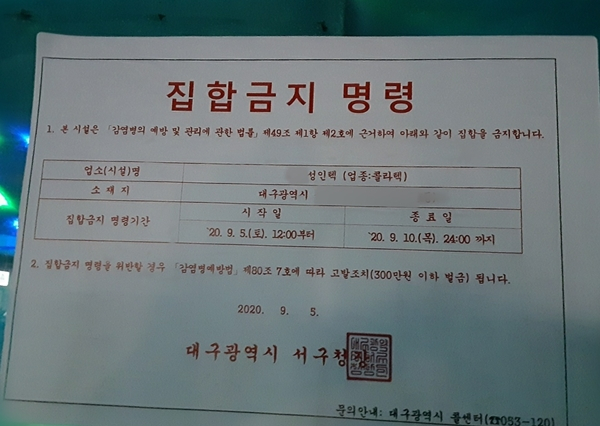 집합금지 명령
1. 본 시설은 「감염병의 예방 및 관리에 관한 법률」 제49조 제1항 제2호에 근거하여 아래와 같이 집합을 금지합니다.
업소(시설)명 성인텍 (업종:콜라텍)
소재지 대구광역시
집합금지 명령기간 시작일 종료일
'20. 9. 5.(토). 12:00부터 '20. 9. 10.(목). 24:00 까지
2. 집합금지 명령을 위반할 경우 「감염병예방법」 제80조 7호에 따라 고발조치(300만원 이하 벌금) 됩니다.
2020. 9. 5.
대구광역시 서구청장
문의안내: 대구광역시 콜센터(☎053-120)